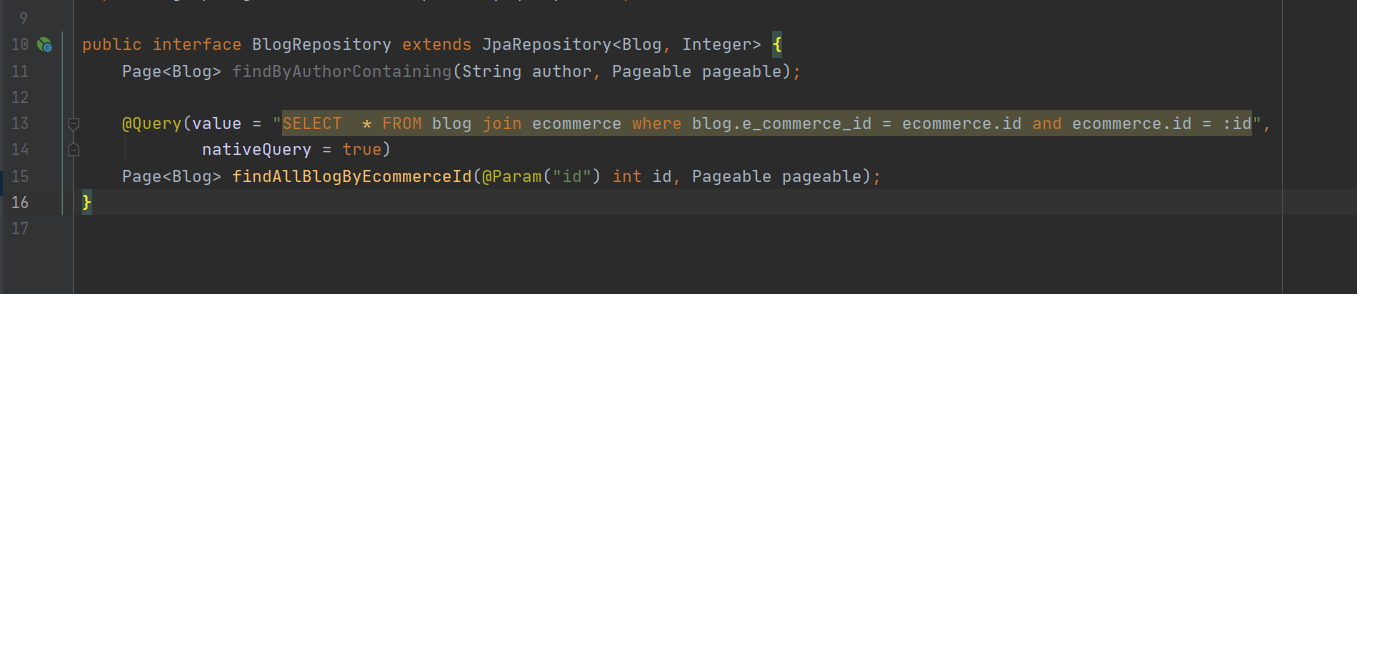 9
10 public interface BlogRepository extends JpaRepository<Blog, Integer> {
11 Page<Blog> findByAuthorContaining(String author, Pageable pageable);
12
13 @Query(value = "SELECT  * FROM blog join ecommerce where blog.e_commerce_id = ecommerce.id and ecommerce.id = :id",
14 nativeQuery = true)
15 Page<Blog> findAllBlogByEcommerceId(@Param("id") int id, Pageable pageable);
16 }
17